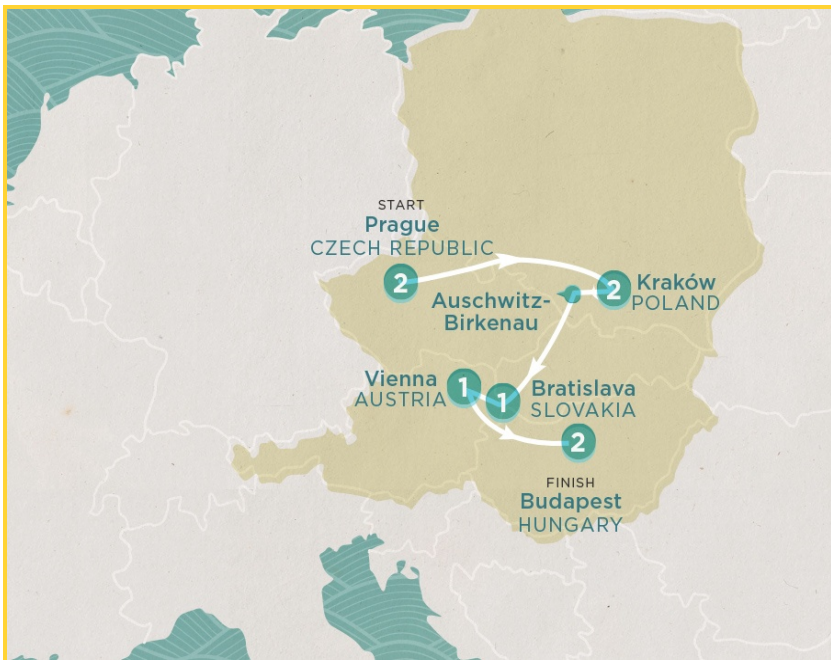 START
Prague
CZECH REPUBLIC
2
2
Kraków
POLAND
Auschwitz-
Birkenau
Vienna
AUSTRIA
1
1
Bratislava
SLOVAKIA
2
FINISH
Budapest
HUNGARY